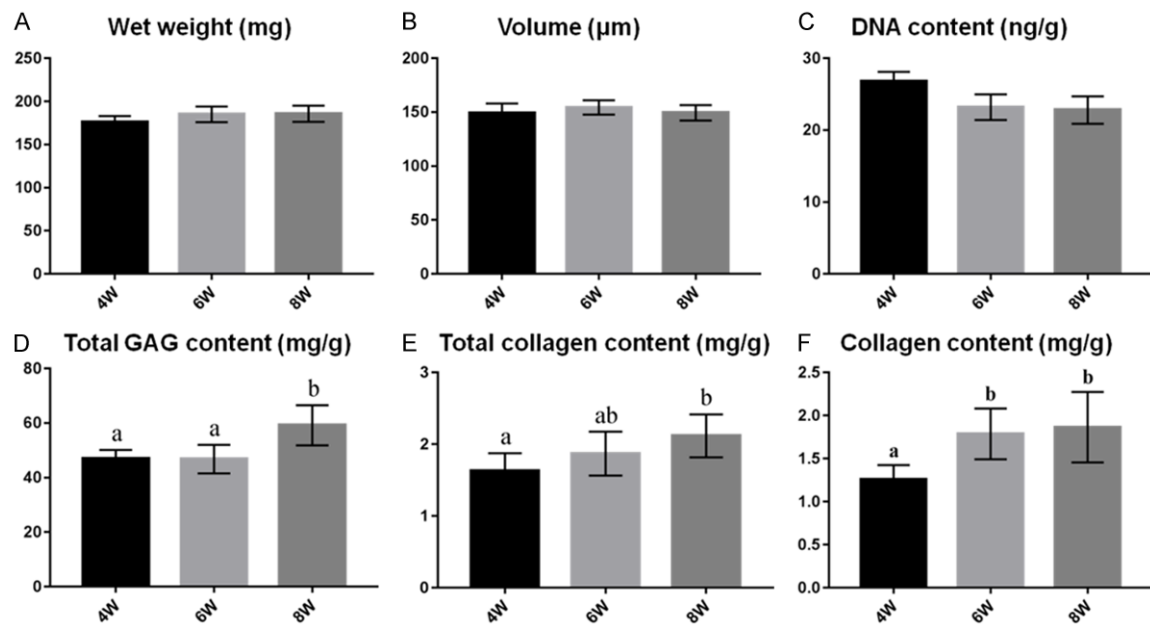 A Wet weight (mg)
250
200
150
100
50
0
4W 6W 8W
B Volume (µm)
200
150
100
50
0
4W 6W 8W
C DNA content (ng/g)
30
20
10
0
4W 6W 8W
D Total GAG content (mg/g)
80
60
40
20
0
a a b
4W 6W 8W
E Total collagen content (mg/g)
3
2
1
0
a ab b
4W 6W 8W
F Collagen content (mg/g)
2.5
2.0
1.5
1.0
0.5
0.0
a b b
4W 6W 8W